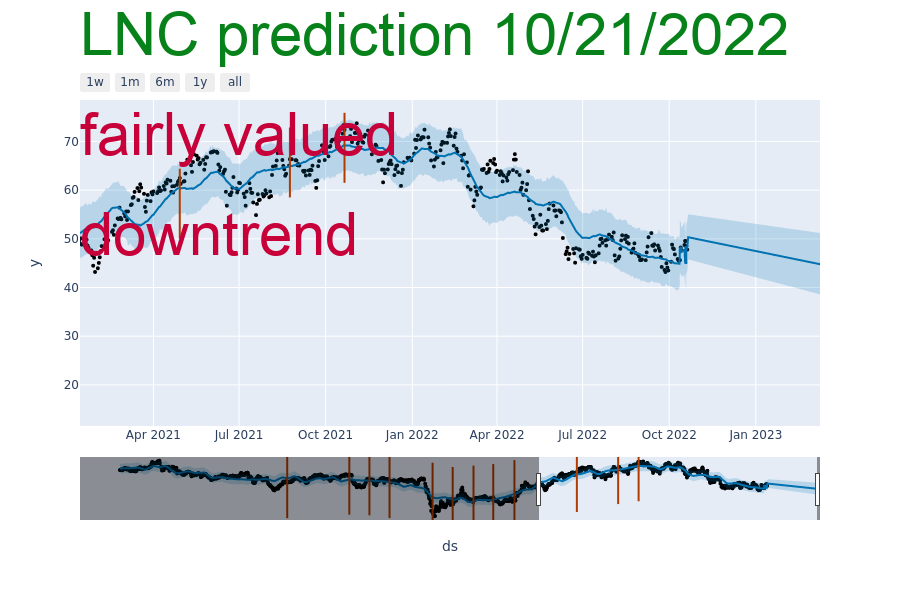 LNC prediction 10/21/2022
1w 1m 6m 1y all
fairly valued
downtrend
70
60
50
40
30
20
y
Apr 2021 Jul 2021 Oct 2021 Jan 2022 Apr 2022 Jul 2022 Oct 2022 Jan 2023
ds